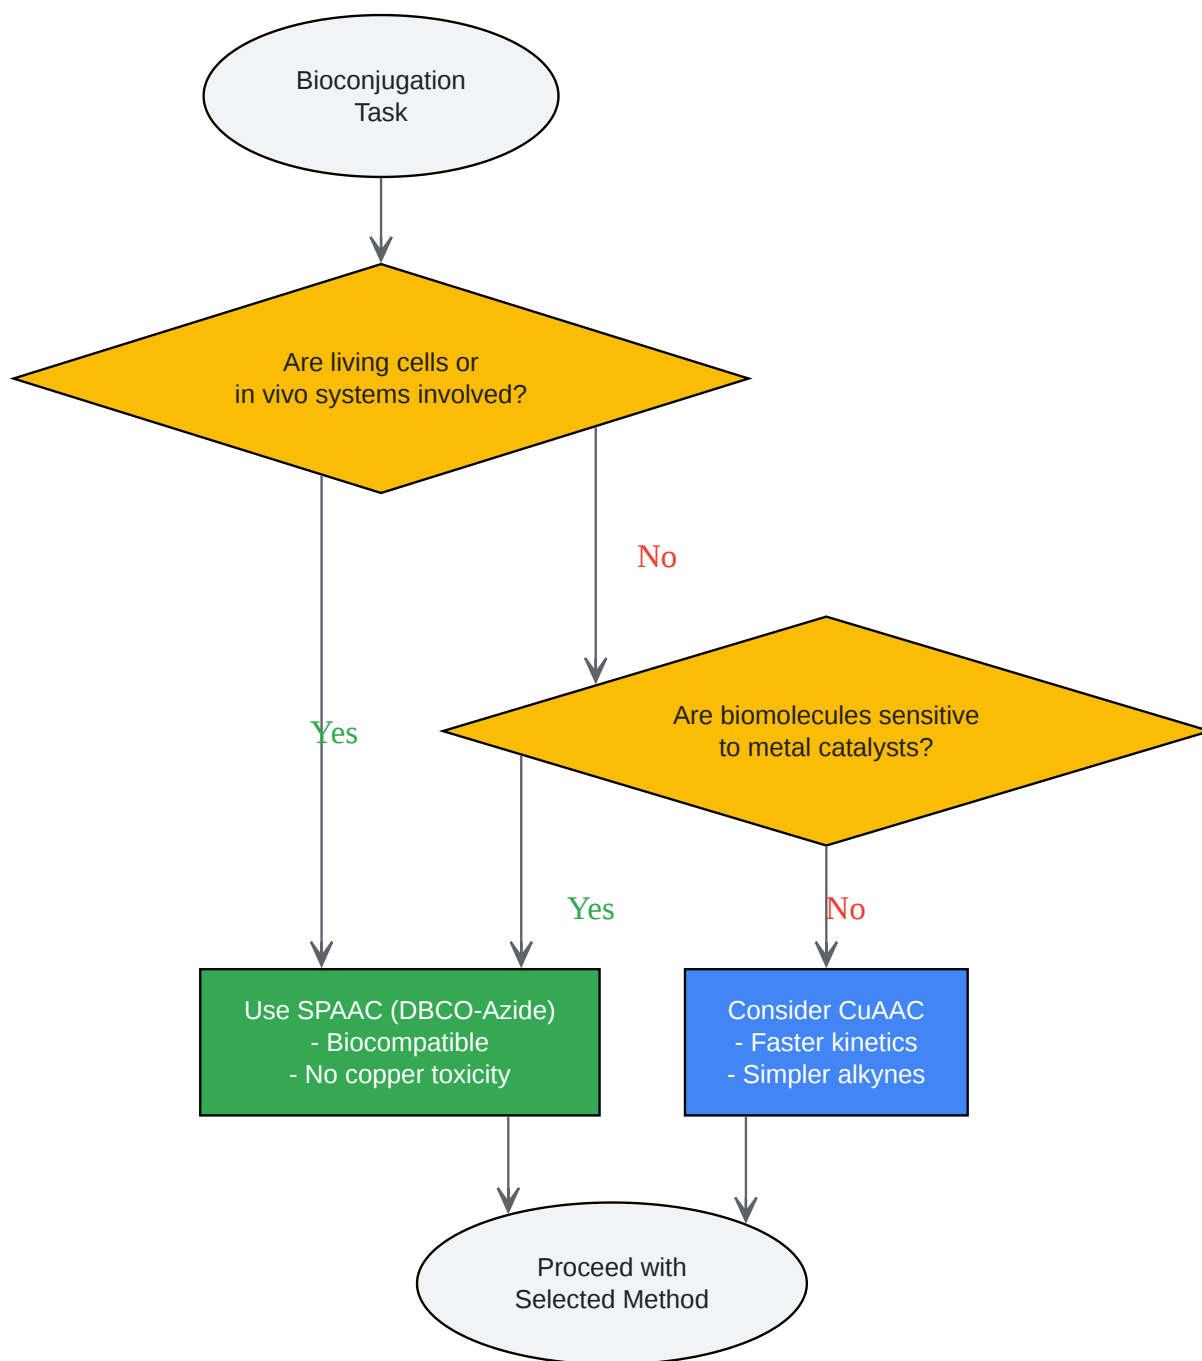 Bioconjugation
Task
Are living cells or
in vivo systems involved?
No
Are biomolecules sensitive
to metal catalysts?
Yes
Yes
No
Use SPAAC (DBCO-Azide)
- Biocompatible
- No copper toxicity
Consider CuAAC
- Faster kinetics
- Simpler alkynes
Proceed with
Selected Method